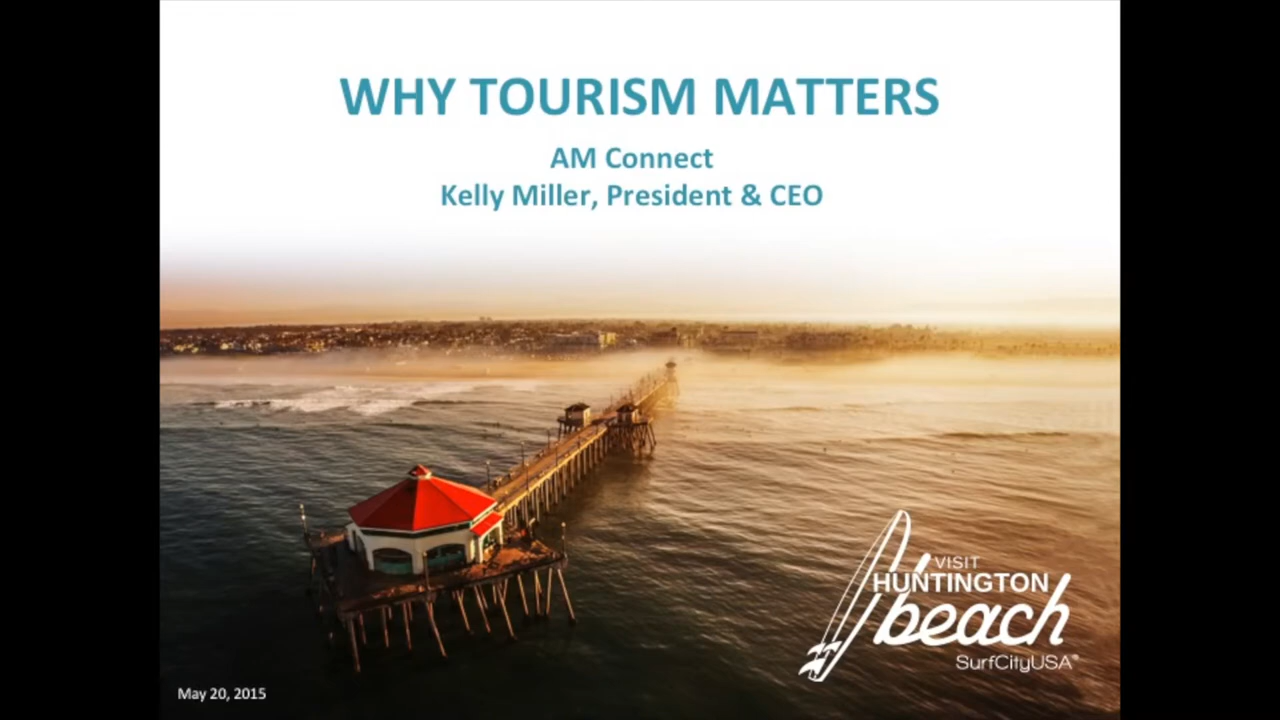 WHY TOURISM MATTERS
AM Connect
Kelly Miller, President & CEO
VISIT
HUNTINGTON
beach
SurfCityUSA®
May 20, 2015